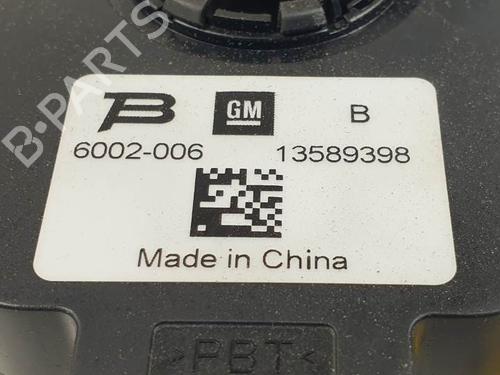 B GM B
6002-006 13589398
Made in China
>PBT<
B-PARTS